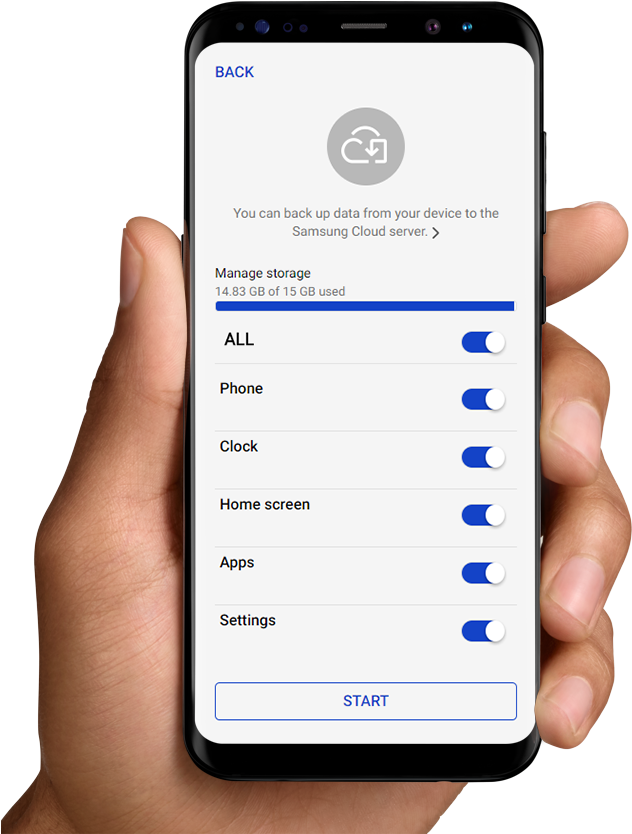 BACK
You can back up data from your device to the
Samsung Cloud server. >
Manage storage
14.83 GB of 15 GB used
ALL
Phone
Clock
Home screen
Apps
Settings
START